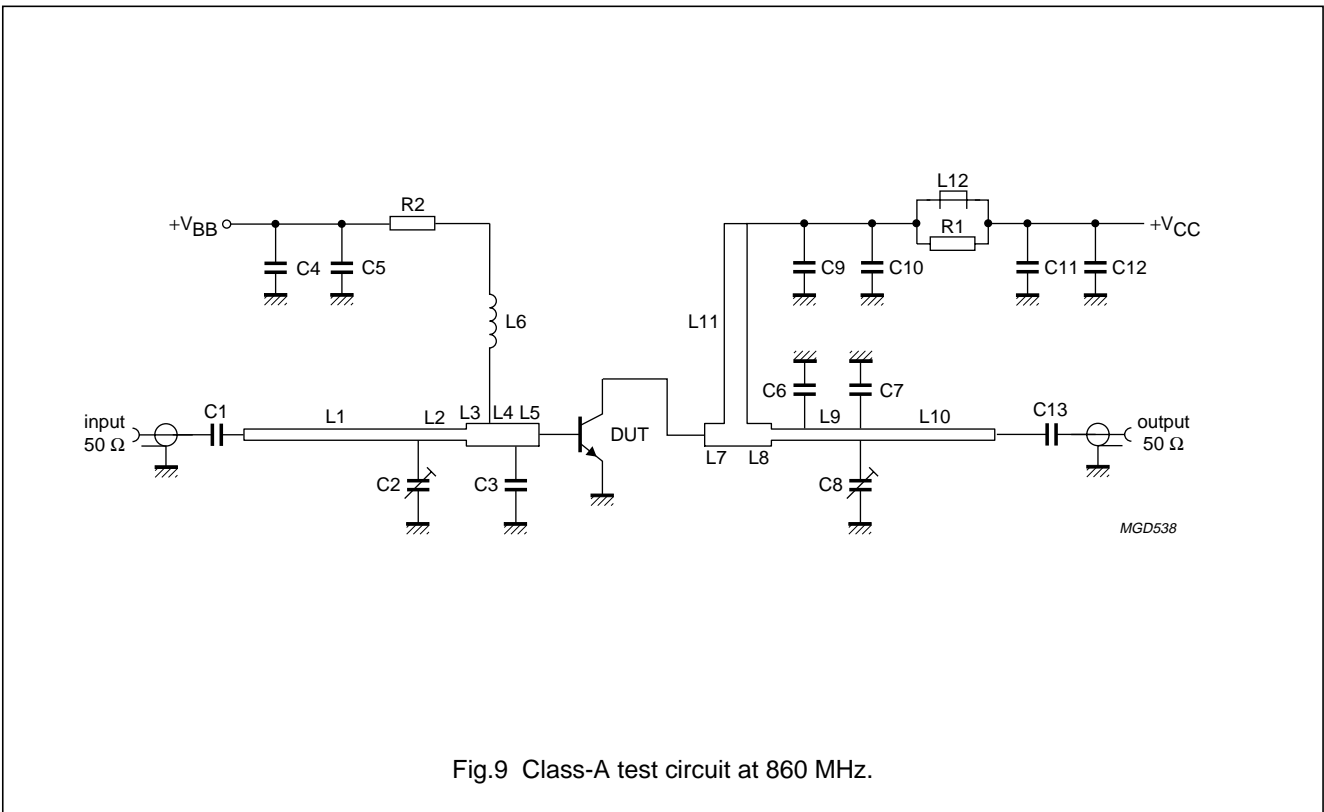 L12
R2
R1
+VBB
+VCC
C4
C5
C9
C10
C11
C12
L6
L11
C6
C7
input
50 Ω
C1
L1
L2
L3
L4
L5
DUT
L9
L10
C13
output
50 Ω
L7
L8
C2
C3
C8
MGD538
Fig.9 Class-A test circuit at 860 MHz.